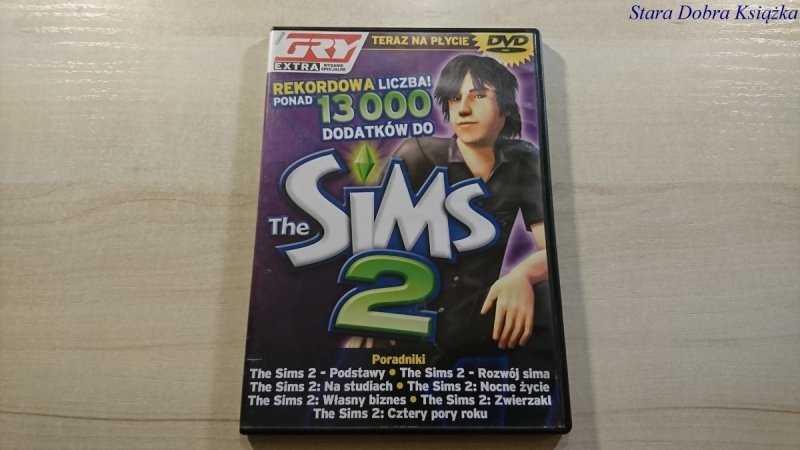 Stara Dobra Książka
GRY
EXTRA WYDANIE SPECJALNE
TERAZ NA PŁYCIE DVD
REKORDOWA LICZBA!
PONAD 13 000
DODATKÓW DO
The SiMS
2
Poradniki
The Sims 2 - Podstawy • The Sims 2 - Rozwój sima
The Sims 2: Na studiach • The Sims 2: Nocne życie
The Sims 2: Własny biznes • The Sims 2: Zwierzaki
The Sims 2: Cztery pory roku